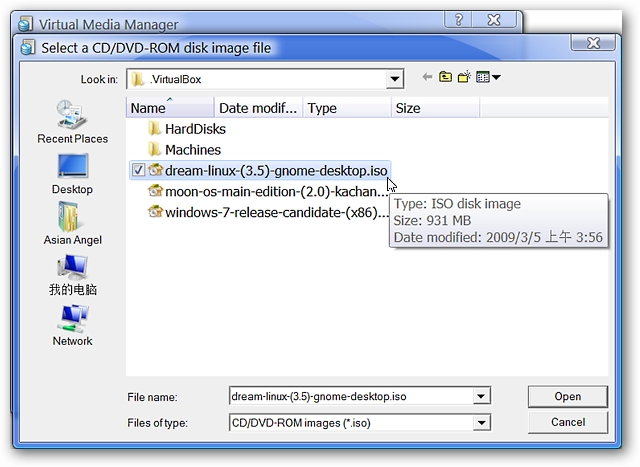 Virtual Media Manager
Select a CD/DVD-ROM disk image file
Look in: .VirtualBox
Name Date modif... Type Size
Recent Places
Desktop
Asian Angel
我的电脑
Network
HardDisks
Machines
dream-linux-(3.5)-gnome-desktop.iso
moon-os-main-edition-(2.0)-kachan...
windows-7-release-candidate-(x86)...
Type: ISO disk image
Size: 931 MB
Date modified: 2009/3/5 上午 3:56
File name: dream-linux-(3.5)-gnome-desktop.iso Open
Files of type: CD/DVD-ROM images (*.iso) Cancel